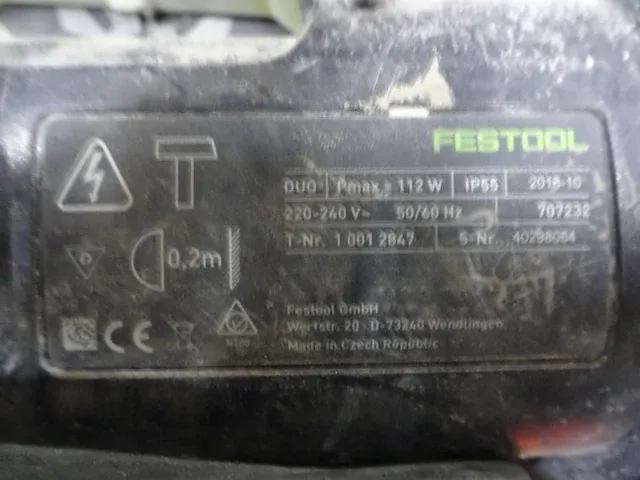 FESTOOL
DUO Pmax. = 112 W IP55 2016-10
220-240 V~ 50/60 Hz 707232
T-Nr. 1 001 2847 S-Nr. 40298064
0,2m
Festool GmbH
Wertstr. 20 · D-73240 Wendlingen
Made in Czech Republic
CE